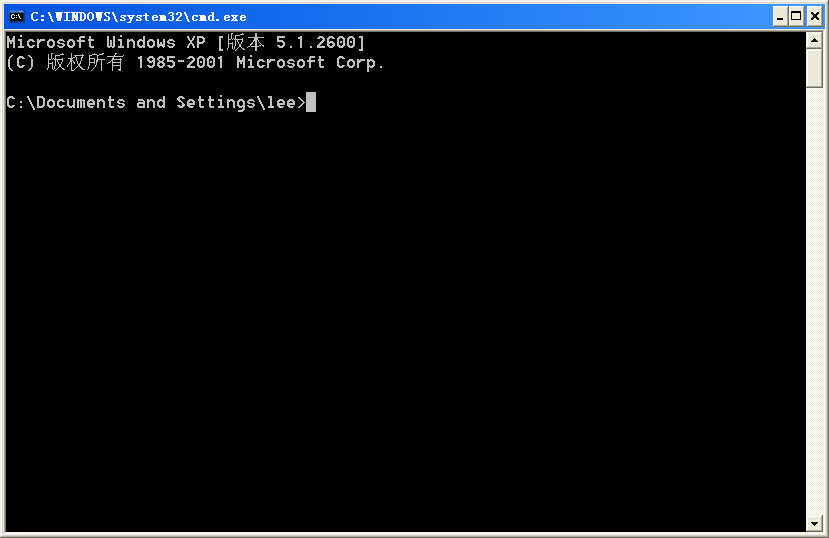 C:\WINDOWS\system32\cmd.exe
Microsoft Windows XP [版本 5.1.2600]
(C) 版权所有 1985-2001 Microsoft Corp.
C:\Documents and Settings\lee>